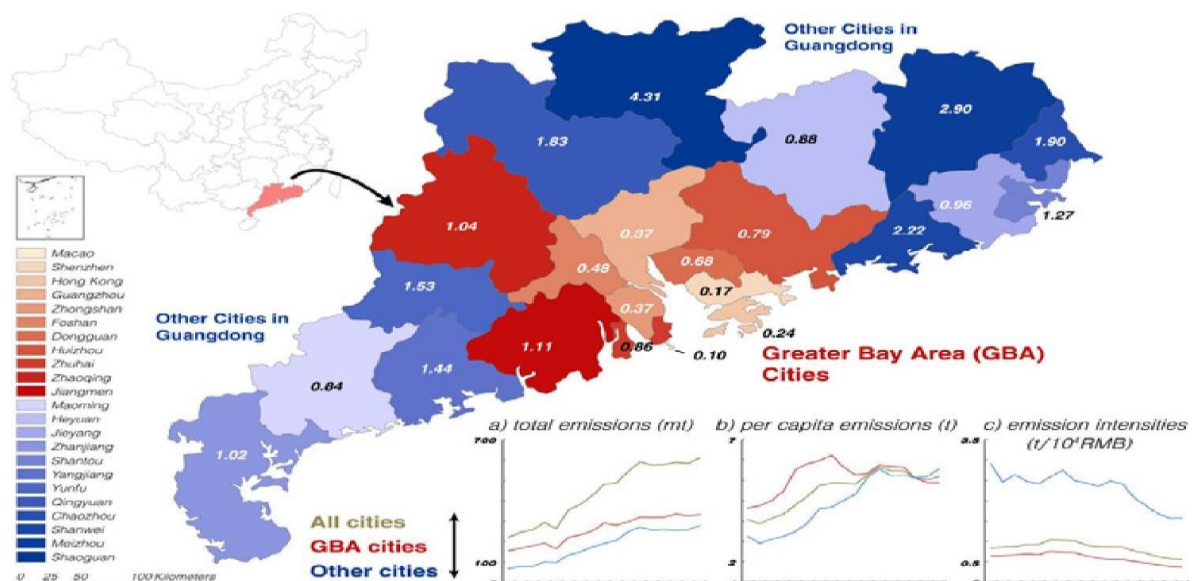 Other Cities in
Guangdong
4.31
2.90
1.83
0.88
1.90
1.04
0.37
0.79
0.96
1.27
2.22
0.68
0.48
0.17
1.53
0.37
0.24
Other Cities in
Guangdong
1.11
0.86
0.10
Greater Bay Area (GBA)
Cities
0.84
1.44
1.02
Macao
Shenzhen
Hong Kong
Guangzhou
Zhongshan
Foshan
Dongguan
Huizhou
Zhuhai
Zhaoqing
Jiangmen
Maoming
Heyuan
Jieyang
Zhanjiang
Shantou
Yangjiang
Yunfu
Qingyuan
Chaozhou
Shanwei
Meizhou
Shaoguan
0 25 50 100 Kilometers
All cities
GBA cities
Other cities
a) total emissions (mt)
700
100
b) per capita emissions (t)
7
2
c) emission intensities
(t/10⁴RMB)
3.5
0.5